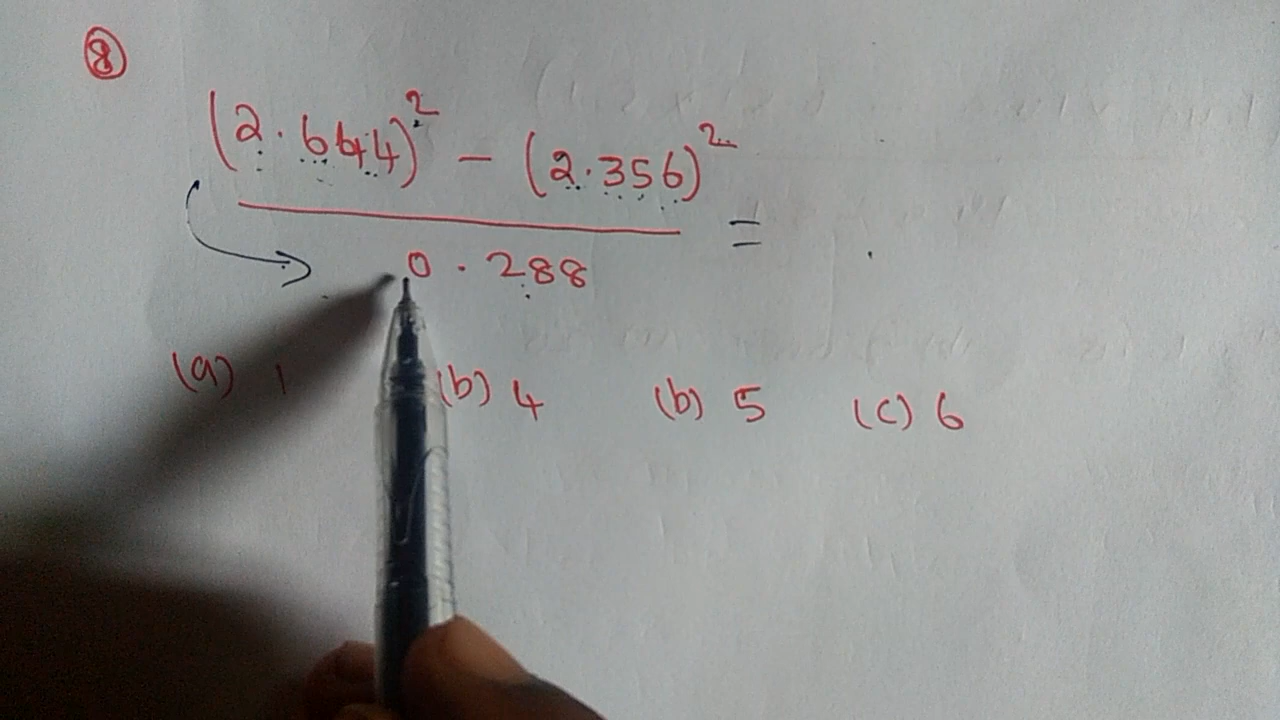 8
(2.644)² - (2.356)²
=
0.288
(a) 1 (b) 4 (b) 5 (c) 6